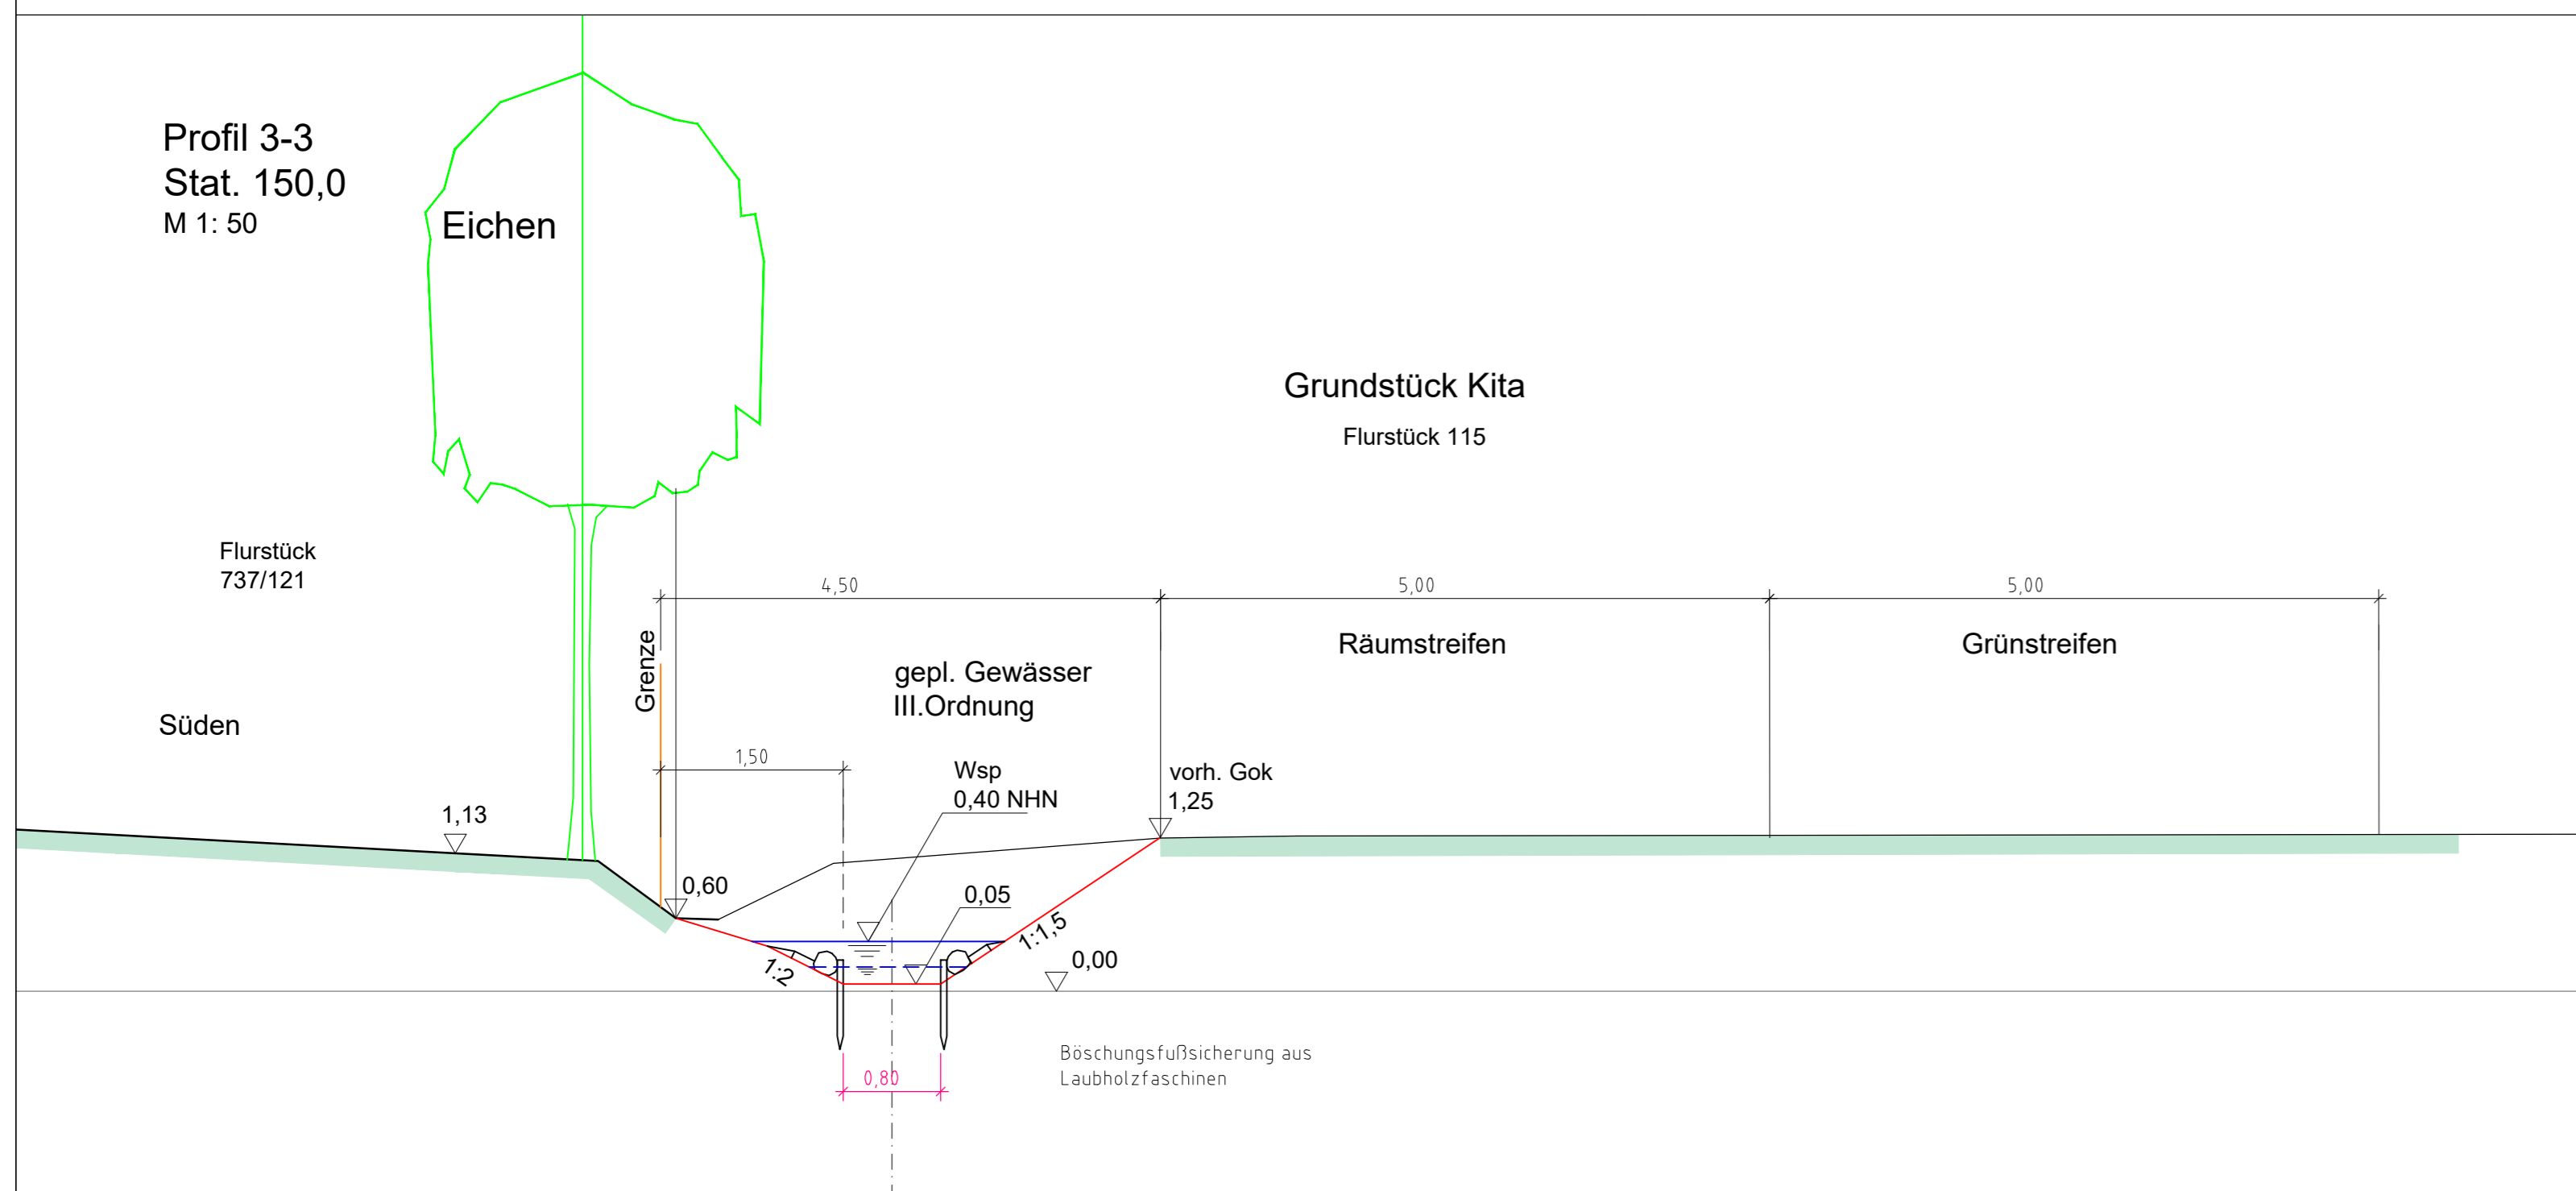 Profil 3-3
Stat. 150,0
M 1: 50
Eichen
Grundstück Kita
Flurstück 115
Flurstück
737/121
4,50
5,00
5,00
Grenze
Räumstreifen
Grünstreifen
gepl. Gewässer
III.Ordnung
Süden
1,50
Wsp
0,40 NHN
vorh. Gok
1,25
1,13
0,60
0,05
1:2
1:1,5
0,00
Böschungsfußsicherung aus
Laubholzfaschinen
0,80